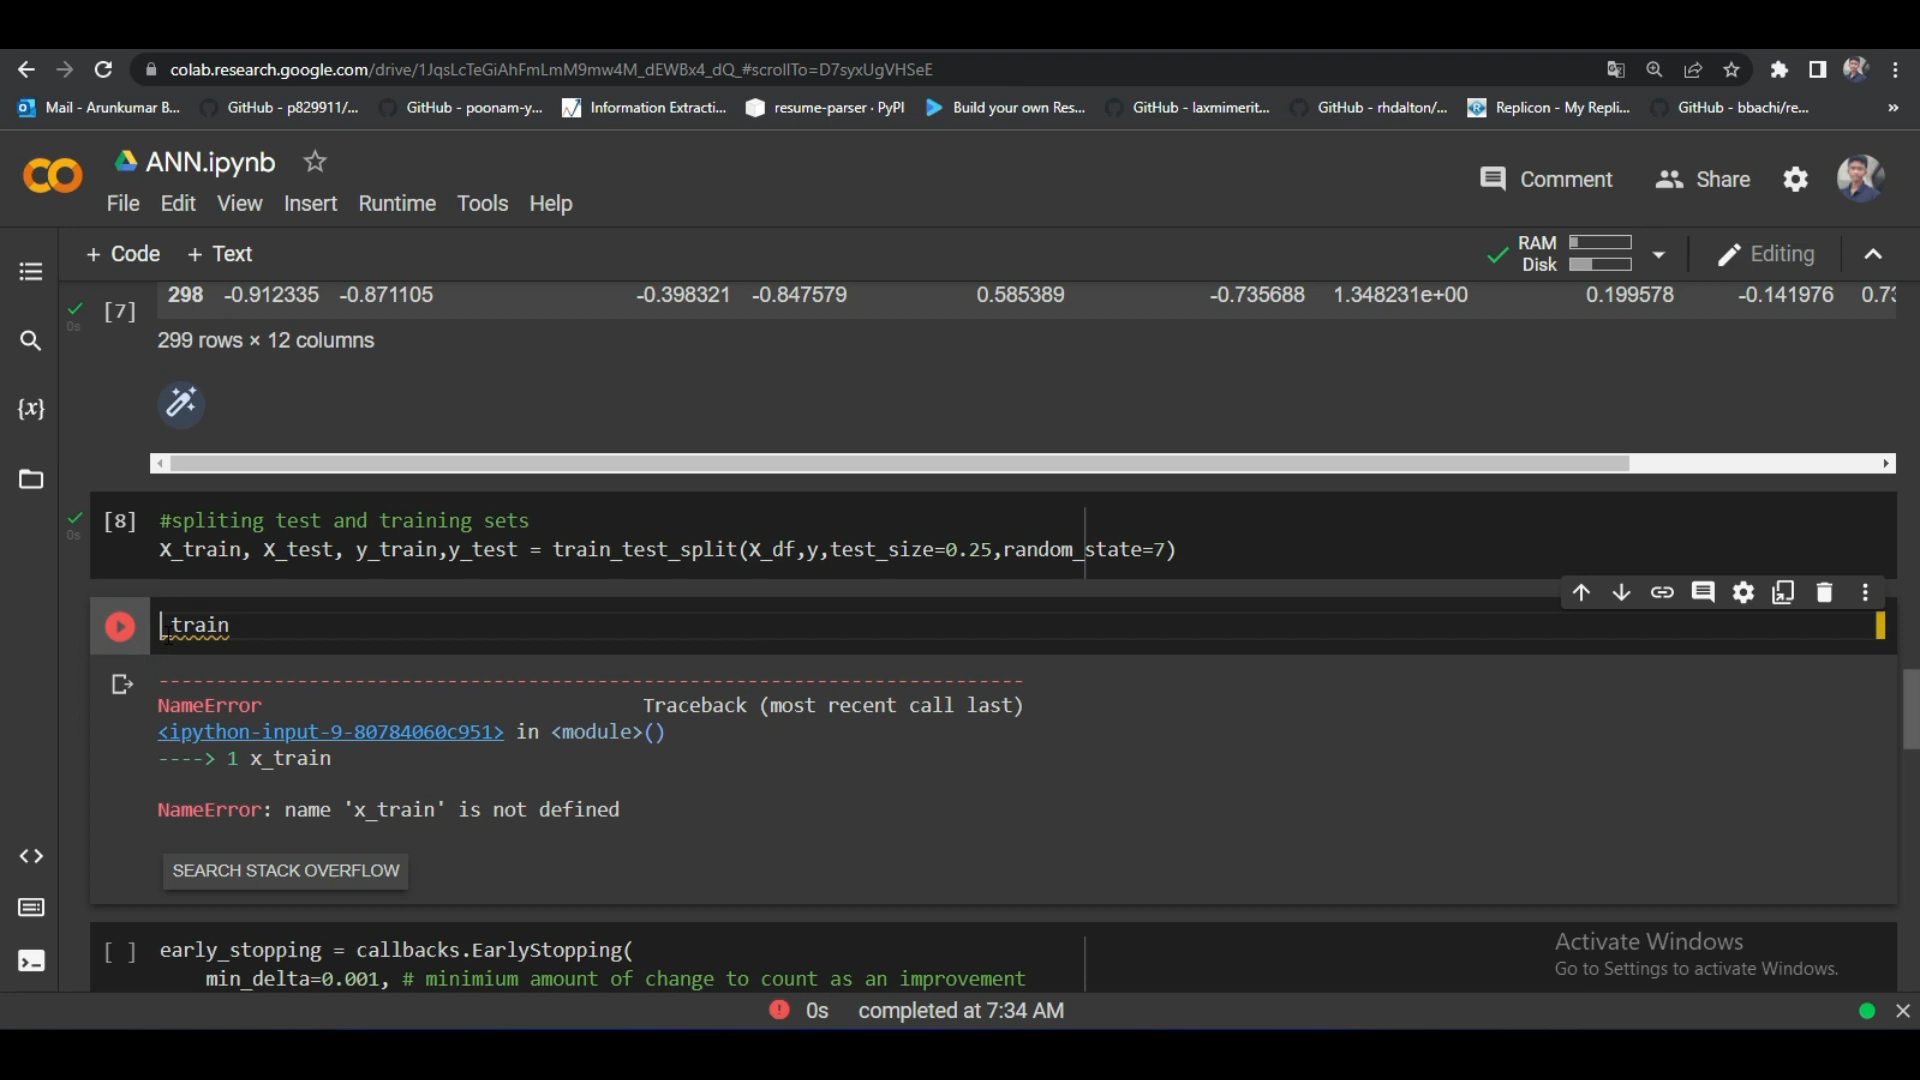 colab.research.google.com/drive/1JqsLcTeGiAhFmLmM9mw4M_dEWBx4_dQ_#scrollTo=D7syxUgVHSeE
Mail - Arunkumar B... GitHub - p829911/... GitHub - poonam-y... Information Extracti... resume-parser · PyPI Build your own Res... GitHub - laxmimerit... GitHub - rhdalton/... Replicon - My Repli... GitHub - bbachi/re... »
CO ANN.ipynb
File Edit View Insert Runtime Tools Help
Comment Share
+ Code + Text
RAM
Disk
Editing
[7] 298 -0.912335 -0.871105 -0.398321 -0.847579 0.585389 -0.735688 1.348231e+00 0.199578 -0.141976 0.73
0s
299 rows × 12 columns
{x}
[8] #spliting test and training sets
0s
X_train, X_test, y_train,y_test = train_test_split(X_df,y,test_size=0.25,random_state=7)
_train
--------------------------------------------------------------------------
NameError Traceback (most recent call last)
<ipython-input-9-80784060c951> in <module>()
----> 1 x_train
NameError: name 'x_train' is not defined
SEARCH STACK OVERFLOW
[ ] early_stopping = callbacks.EarlyStopping(
min_delta=0.001, # minimium amount of change to count as an improvement
Activate Windows
Go to Settings to activate Windows.
0s completed at 7:34 AM